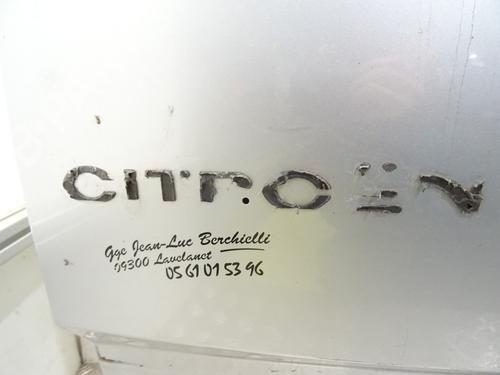 CITROËN
Gge Jean-Luc Berchielli
09300 Lavelanet
05 61 01 53 96